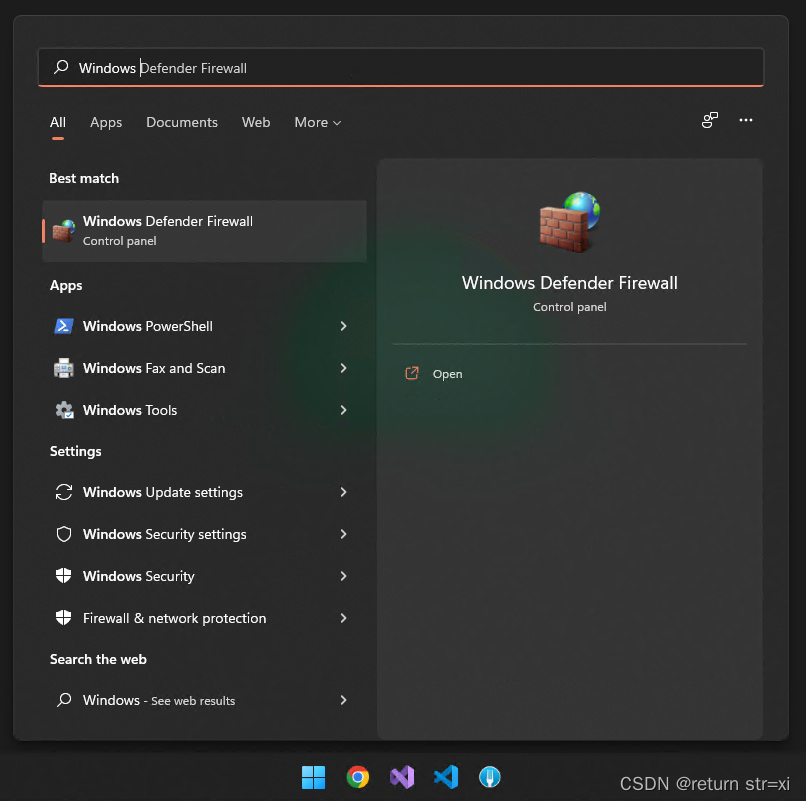 Windows Defender Firewall
All Apps Documents Web More
Best match
Windows Defender Firewall
Control panel
Apps
Windows PowerShell
Windows Fax and Scan
Windows Tools
Settings
Windows Update settings
Windows Security settings
Windows Security
Firewall & network protection
Search the web
Windows - See web results
Windows Defender Firewall
Control panel
Open
CSDN @return str=xi